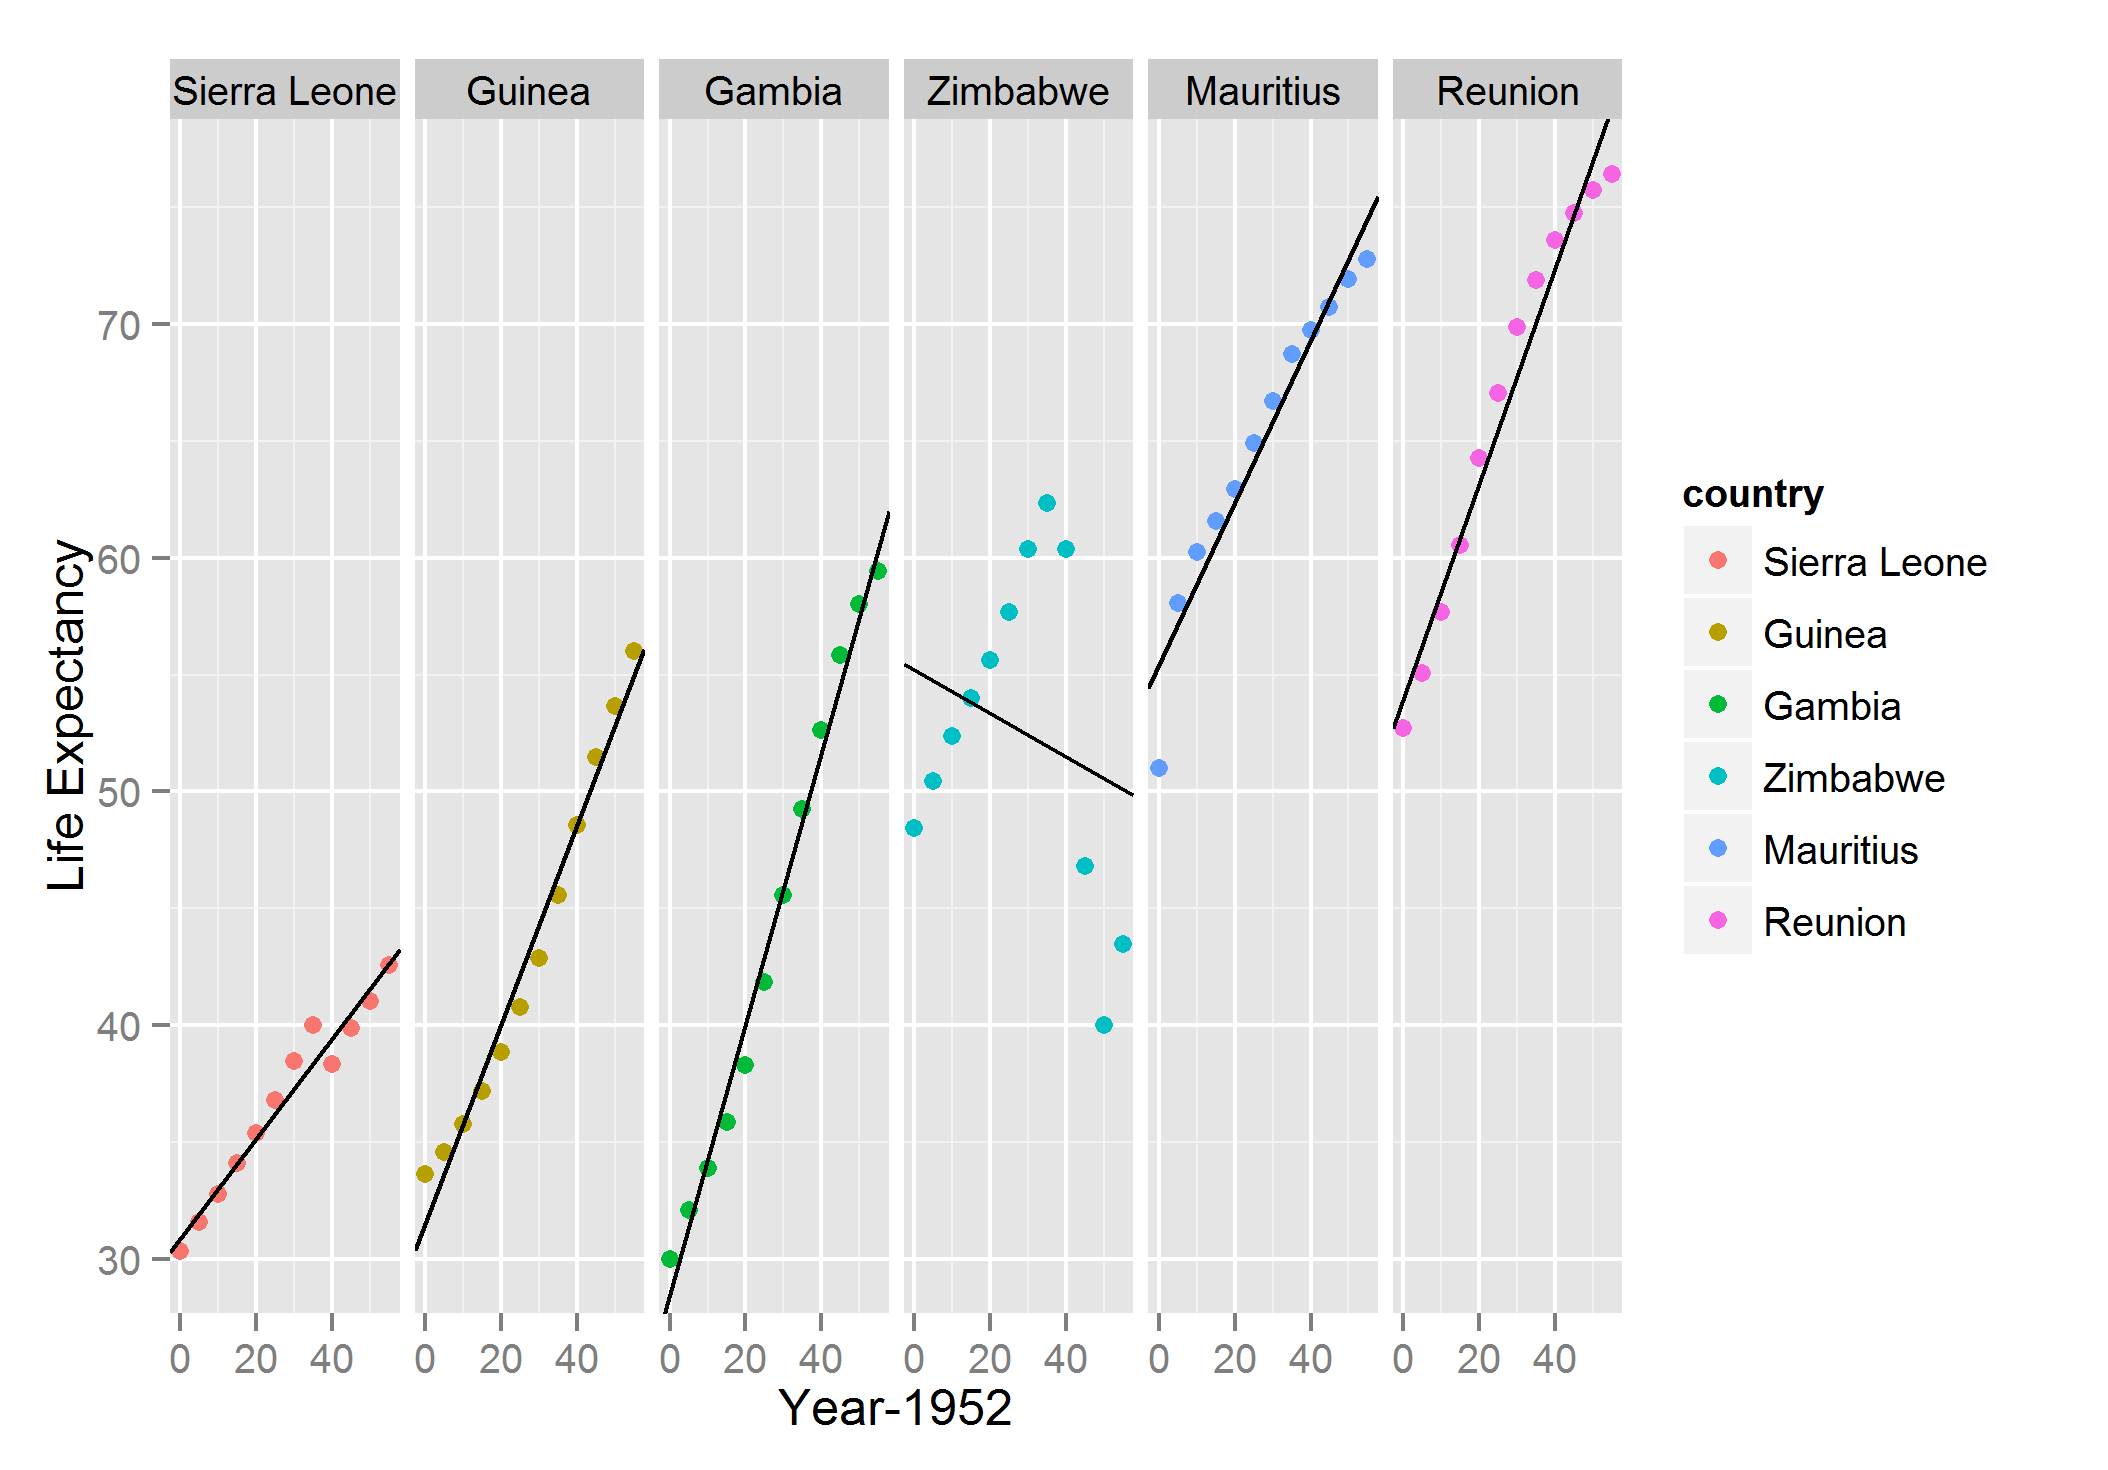 Sierra Leone Guinea Gambia Zimbabwe Mauritius Reunion
70
60
50
40
30
Life Expectancy
0 20 40 0 20 40 0 20 40 0 20 40 0 20 40 0 20 40
Year-1952
country
Sierra Leone
Guinea
Gambia
Zimbabwe
Mauritius
Reunion